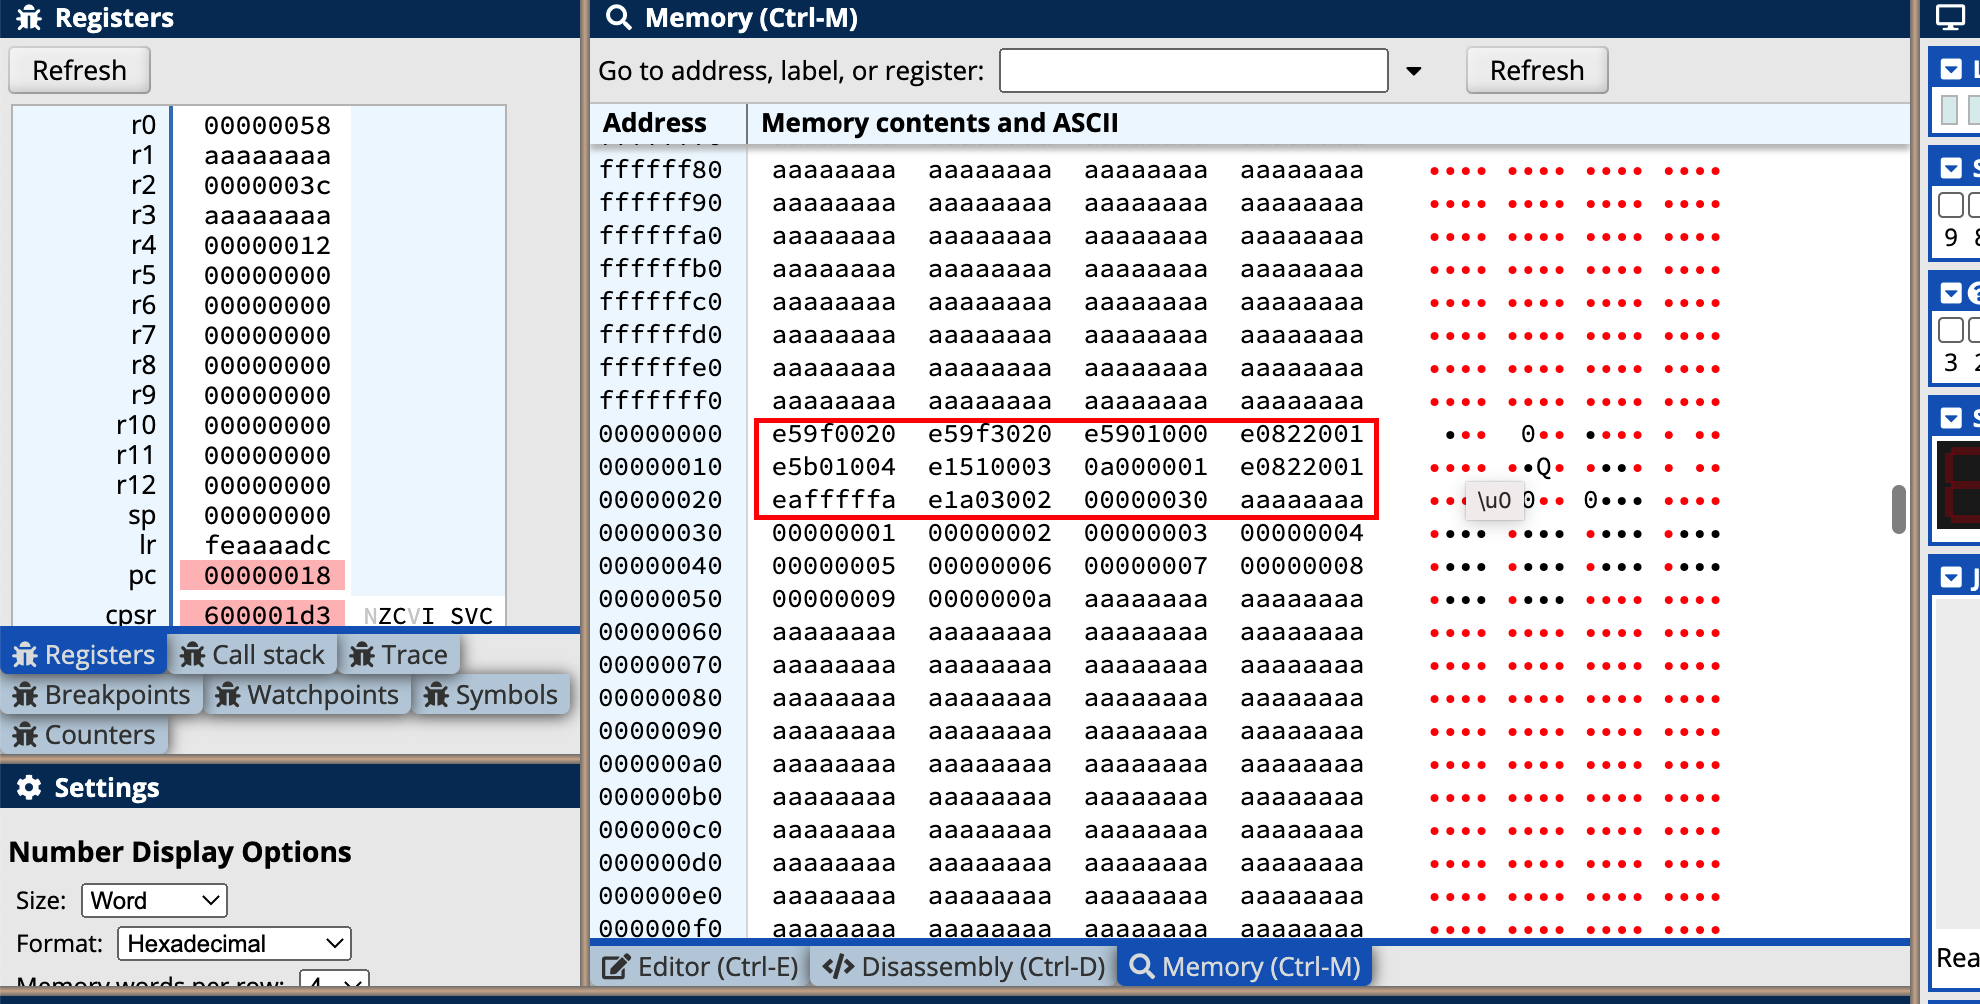 Registers
Refresh
r0 00000058
r1 aaaaaaaa
r2 0000003c
r3 aaaaaaaa
r4 00000012
r5 00000000
r6 00000000
r7 00000000
r8 00000000
r9 00000000
r10 00000000
r11 00000000
r12 00000000
sp 00000000
lr feaaaadc
pc 00000018
cpsr 600001d3 NZCVI SVC
Registers Call stack Trace
Breakpoints Watchpoints Symbols
Counters
Settings
Number Display Options
Size: Word
Format: Hexadecimal
Memory words per row: 4
Memory (Ctrl-M)
Go to address, label, or register: Refresh
Address Memory contents and ASCII
ffffff80 aaaaaaaa aaaaaaaa aaaaaaaa aaaaaaaa •••• •••• •••• ••••
ffffff90 aaaaaaaa aaaaaaaa aaaaaaaa aaaaaaaa •••• •••• •••• ••••
ffffffa0 aaaaaaaa aaaaaaaa aaaaaaaa aaaaaaaa •••• •••• •••• ••••
ffffffb0 aaaaaaaa aaaaaaaa aaaaaaaa aaaaaaaa •••• •••• •••• ••••
ffffffc0 aaaaaaaa aaaaaaaa aaaaaaaa aaaaaaaa •••• •••• •••• ••••
ffffffd0 aaaaaaaa aaaaaaaa aaaaaaaa aaaaaaaa •••• •••• •••• ••••
ffffffe0 aaaaaaaa aaaaaaaa aaaaaaaa aaaaaaaa •••• •••• •••• ••••
fffffff0 aaaaaaaa aaaaaaaa aaaaaaaa aaaaaaaa •••• •••• •••• ••••
00000000 e59f0020 e59f3020 e5901000 e0822001 ••• 0•• •••• • ••
00000010 e5b01004 e1510003 0a000001 e0822001 •••• ••Q• •••• • ••
00000020 eafffffa e1a03002 00000030 aaaaaaaa •• \u0 0•• 0••• ••••
00000030 00000001 00000002 00000003 00000004 •••• •••• •••• ••••
00000040 00000005 00000006 00000007 00000008 •••• •••• •••• ••••
00000050 00000009 0000000a aaaaaaaa aaaaaaaa •••• •••• •••• ••••
00000060 aaaaaaaa aaaaaaaa aaaaaaaa aaaaaaaa •••• •••• •••• ••••
00000070 aaaaaaaa aaaaaaaa aaaaaaaa aaaaaaaa •••• •••• •••• ••••
00000080 aaaaaaaa aaaaaaaa aaaaaaaa aaaaaaaa •••• •••• •••• ••••
00000090 aaaaaaaa aaaaaaaa aaaaaaaa aaaaaaaa •••• •••• •••• ••••
000000a0 aaaaaaaa aaaaaaaa aaaaaaaa aaaaaaaa •••• •••• •••• ••••
000000b0 aaaaaaaa aaaaaaaa aaaaaaaa aaaaaaaa •••• •••• •••• ••••
000000c0 aaaaaaaa aaaaaaaa aaaaaaaa aaaaaaaa •••• •••• •••• ••••
000000d0 aaaaaaaa aaaaaaaa aaaaaaaa aaaaaaaa •••• •••• •••• ••••
000000e0 aaaaaaaa aaaaaaaa aaaaaaaa aaaaaaaa •••• •••• •••• ••••
000000f0 aaaaaaaa aaaaaaaa aaaaaaaa aaaaaaaa •••• •••• •••• ••••
Editor (Ctrl-E) Disassembly (Ctrl-D) Memory (Ctrl-M)
9 8
3 2
J
Rea